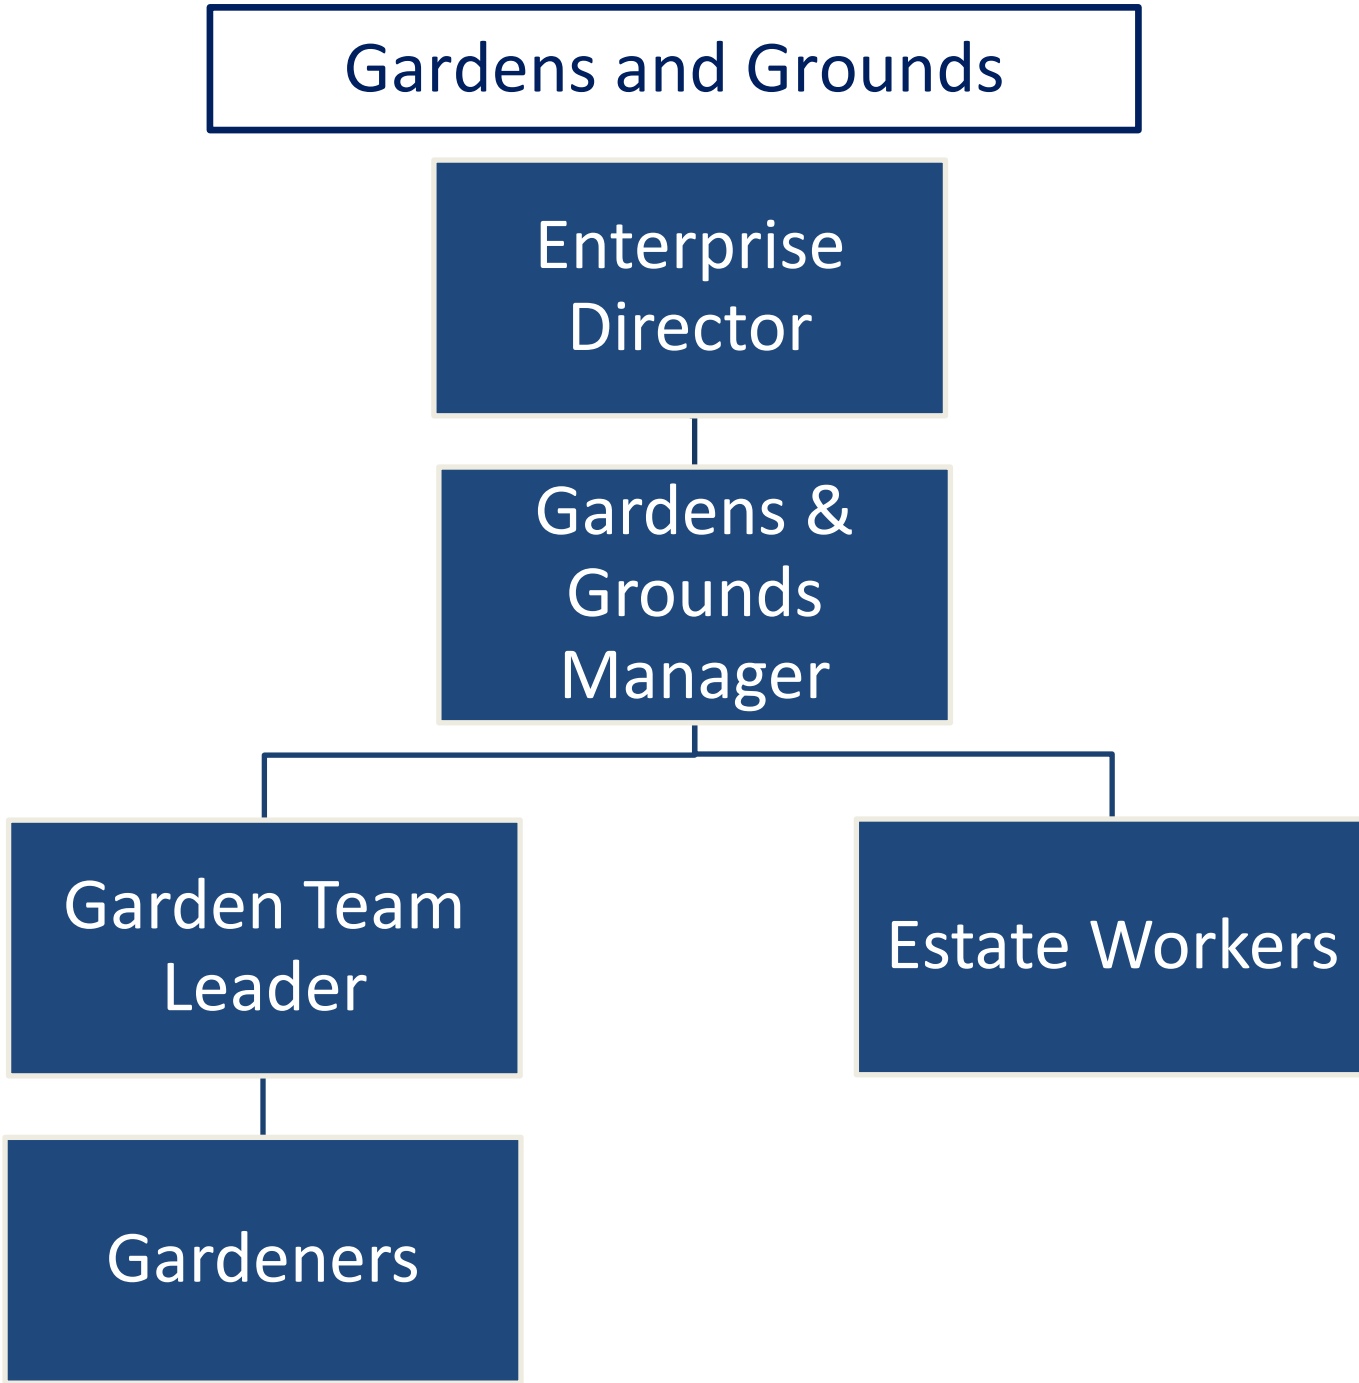 Gardens and Grounds
Enterprise
Director
Gardens &
Grounds
Manager
Garden Team
Leader
Estate Workers
Gardeners